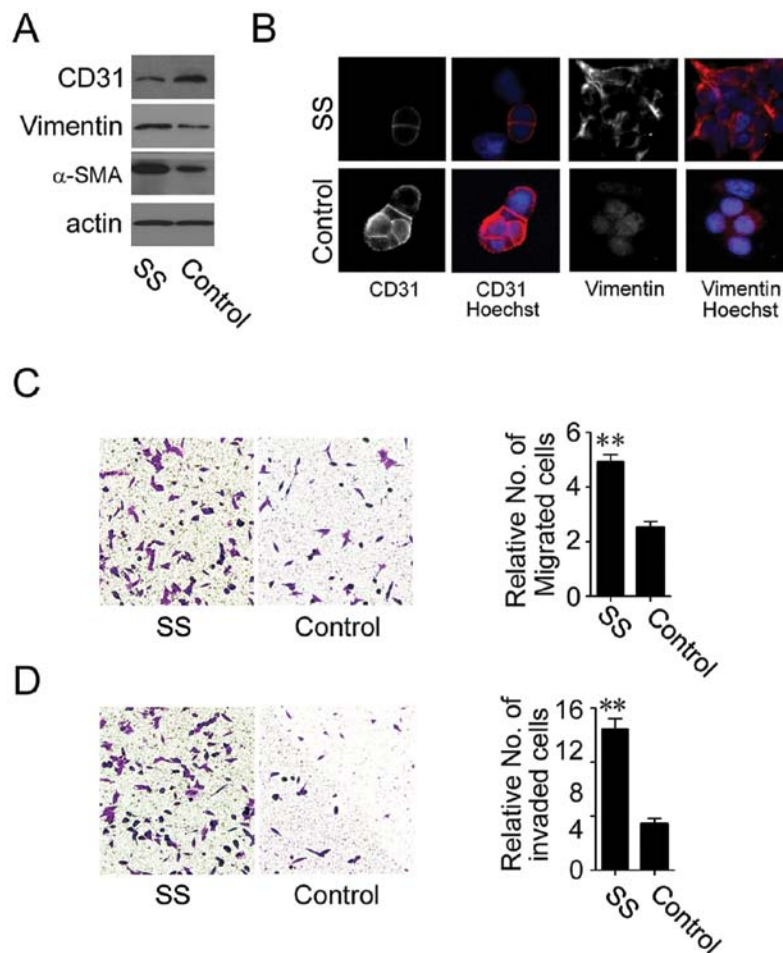 A
CD31
Vimentin
α-SMA
actin
SS
Control
B
SS
Control
CD31
CD31
Hoechst
Vimentin
Vimentin
Hoechst
C
SS
Control
Relative No. of
Migrated cells
6
4
2
0
**
SS
Control
D
SS
Control
Relative No. of
invaded cells
16
12
8
4
0
**
SS
Control